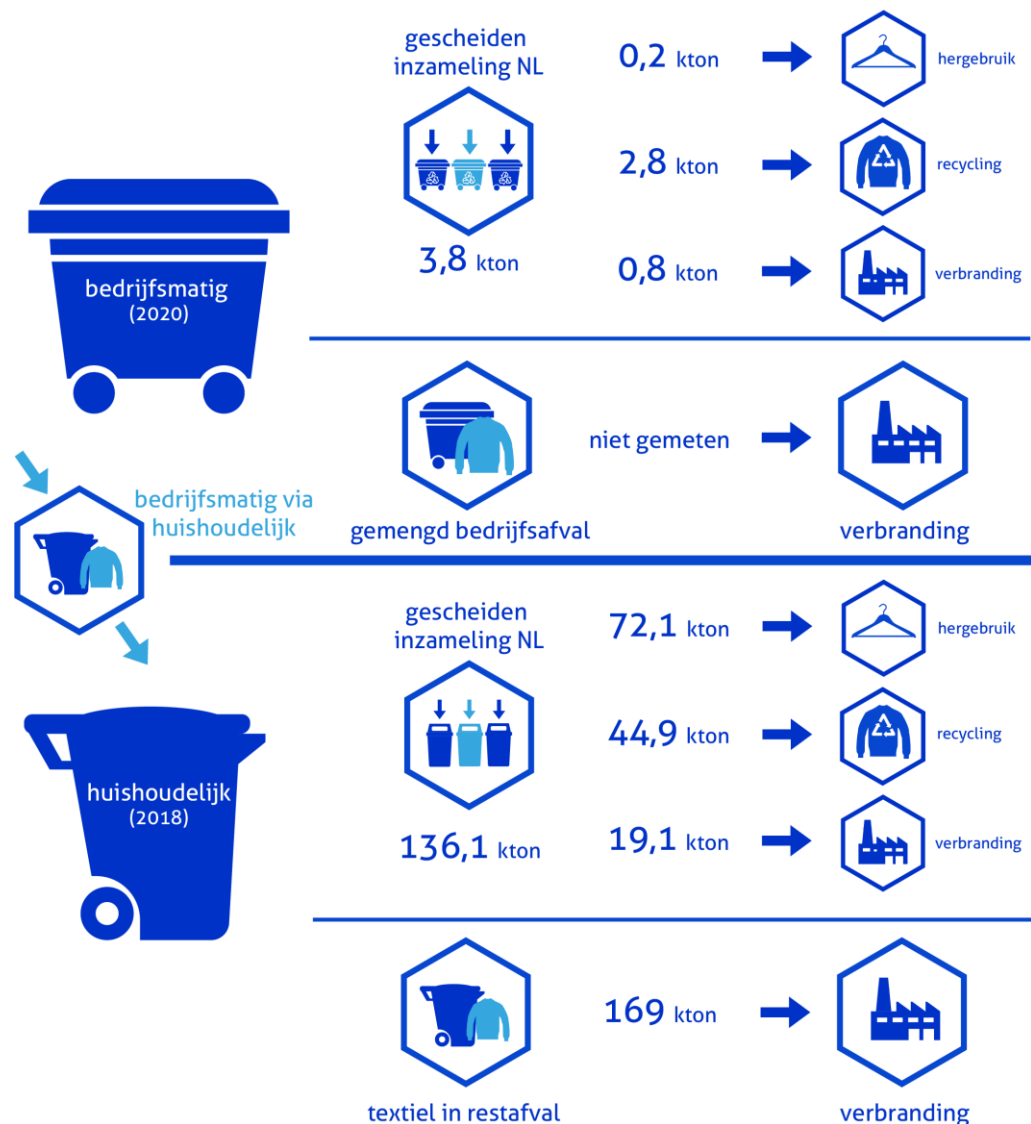 gescheiden
inzameling NL
3,8 kton
0,2 kton
hergebruik
2,8 kton
recycling
0,8 kton
verbranding
bedrijfsmatig
(2020)
gemengd bedrijfsafval
niet gemeten
verbranding
bedrijfsmatig via
huishoudelijk
gescheiden
inzameling NL
136,1 kton
72,1 kton
hergebruik
44,9 kton
recycling
19,1 kton
verbranding
huishoudelijk
(2018)
textiel in restafval
169 kton
verbranding